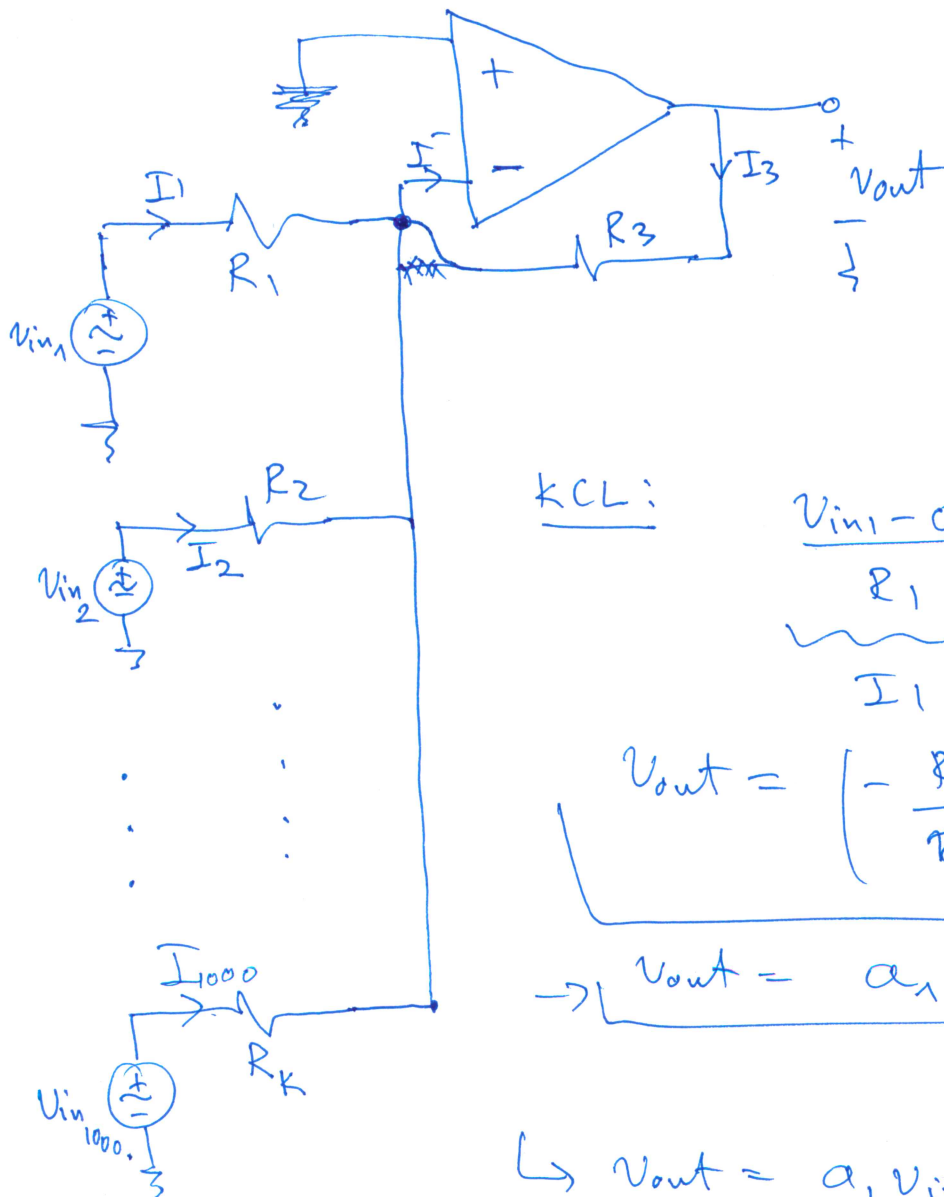 +
I⁻
−
I3
+
Vout
−
I1
R3
R1
Vin1
+
−
R2
KCL:
Vin1 - 0
R1
I2
Vin2
I1
Vout = ( -
I1000
Vout = a1
RK
Vin1000.
+
−
Vout = a1 Vi